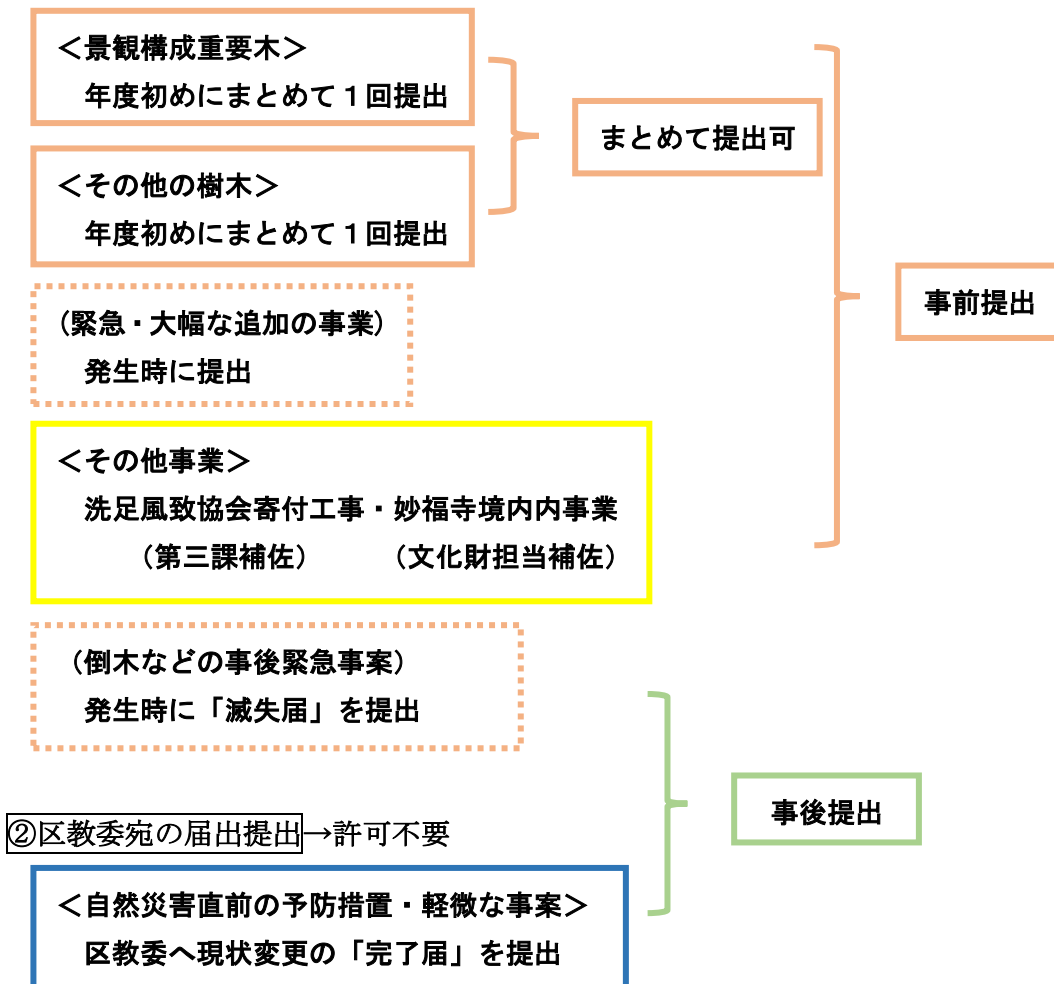 ＜景観構成重要木＞
年度初めにまとめて１回提出
まとめて提出可
＜その他の樹木＞
年度初めにまとめて１回提出
事前提出
（緊急・大幅な追加の事業）
発生時に提出
＜その他事業＞
洗足風致協会寄付工事・妙福寺境内内事業
（第三課補佐）　　（文化財担当補佐）
（倒木などの事後緊急事案）
発生時に「滅失届」を提出
事後提出
②区教委宛の届出提出→許可不要
＜自然災害直前の予防措置・軽微な事案＞
区教委へ現状変更の「完了届」を提出